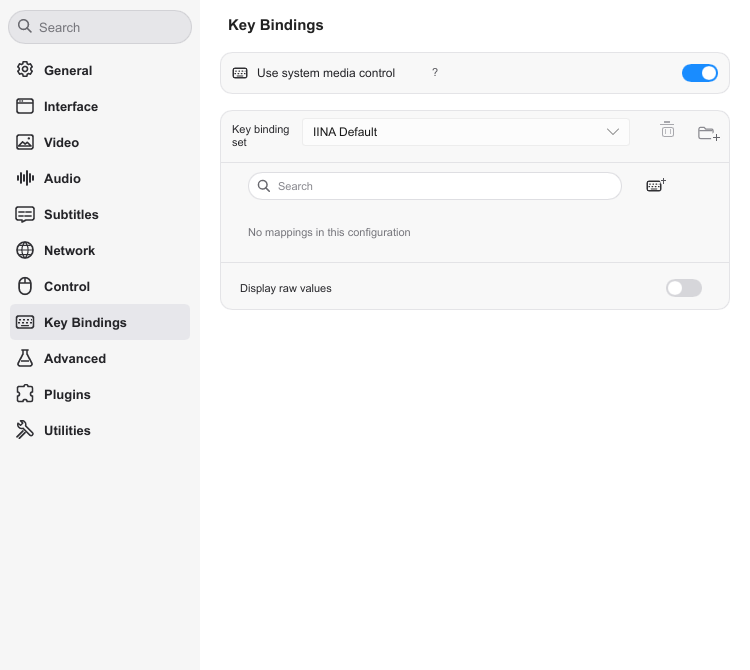 Search
General
Interface
Video
Audio
Subtitles
Network
Control
Key Bindings
Advanced
Plugins
Utilities
Key Bindings
Use system media control ?
Key binding
set
IINA Default
Search
No mappings in this configuration
Display raw values